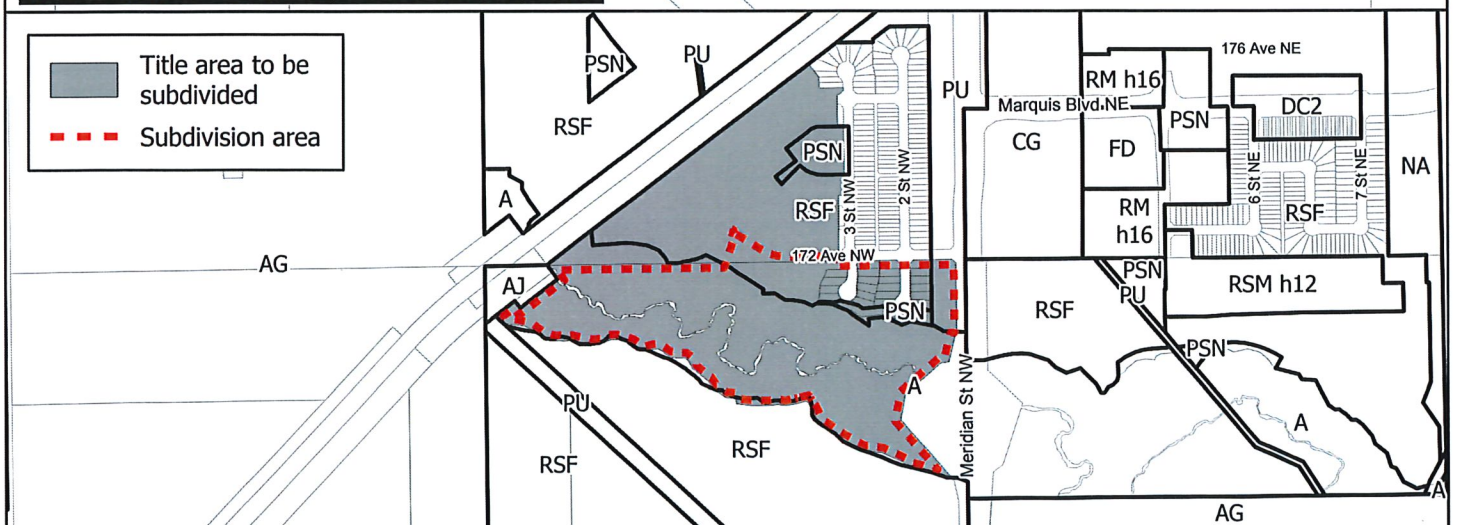 Title area to be
subdivided
Subdivision area
PSN
PU
RSF
A
AG
AJ
PU
RSF
PSN
RSF
3 St NW
2 St NW
172 Ave NW
PSN
A
RSF
PU
Meridian St NW
176 Ave NE
RM h16
Marquis Blvd NE
PSN
DC2
CG
FD
NA
6 St NE
7 St NE
RSF
RM
h16
PSN
PU
RSM h12
RSF
PSN
A
A
AG